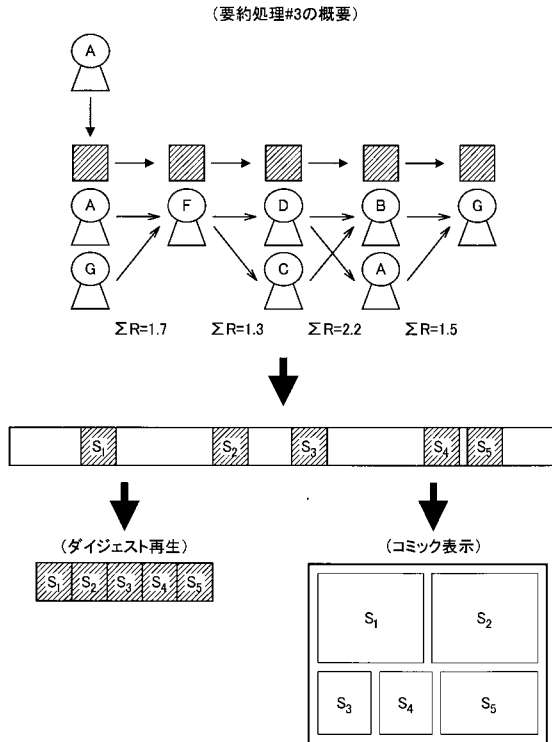 (要約処理#3の概要)
A
A F D B G
G C A
ΣR=1.7 ΣR=1.3 ΣR=2.2 ΣR=1.5
S1 S2 S3 S4 S5
(ダイジェスト再生) (コミック表示)
S1 S2 S3 S4 S5
S1 S2
S3 S4 S5